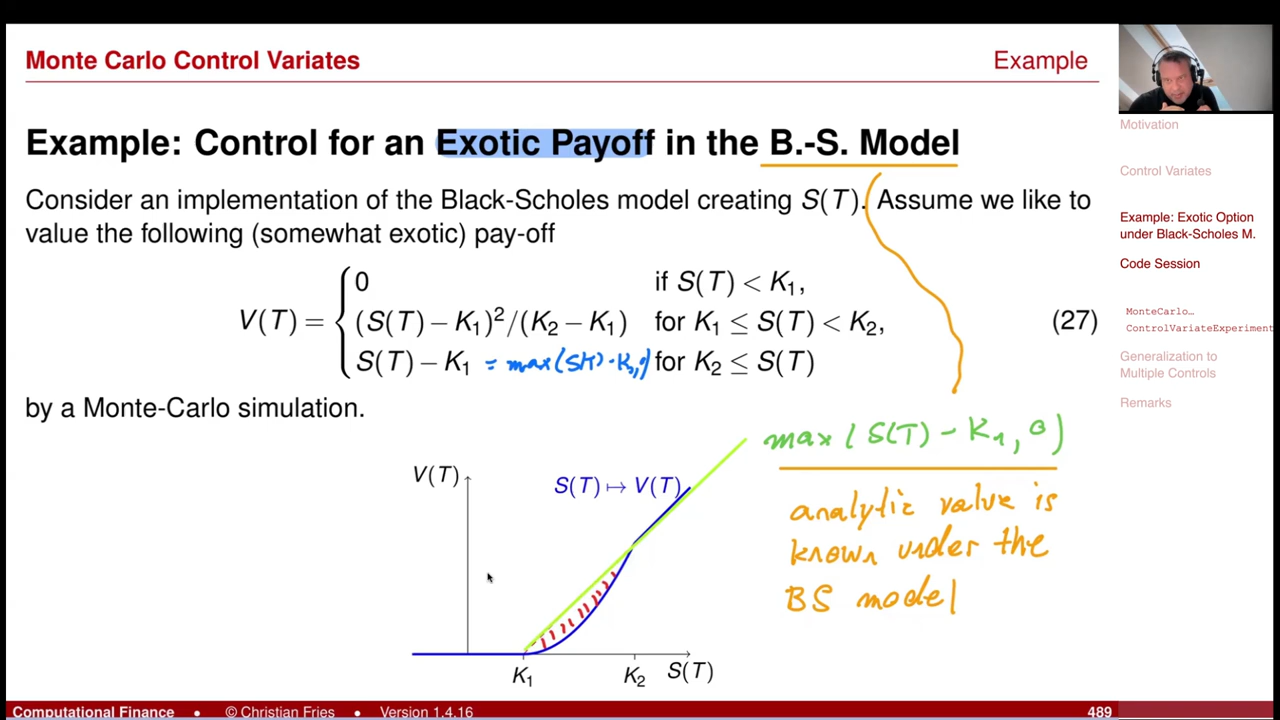 Monte Carlo Control Variates
Example
Example: Control for an Exotic Payoff in the B.-S. Model
Consider an implementation of the Black-Scholes model creating S(T). Assume we like to
value the following (somewhat exotic) pay-off
V(T) = { 0 if S(T) < K₁,
(S(T) − K₁)²/(K₂ − K₁) for K₁ ≤ S(T) < K₂, (27)
S(T) − K₁ = max(S(T) - K₁, 0) for K₂ ≤ S(T)
by a Monte-Carlo simulation.
max(S(T) − K₁, 0)
analytic value is
known under the
BS model
V(T)
S(T) ↦ V(T)
K₁
K₂
S(T)
Motivation
Control Variates
Example: Exotic Option
under Black-Scholes M.
Code Session
MonteCarlo…
ControlVariateExperiment
Generalization to
Multiple Controls
Remarks
Computational Finance • © Christian Fries • Version 1.4.16
489